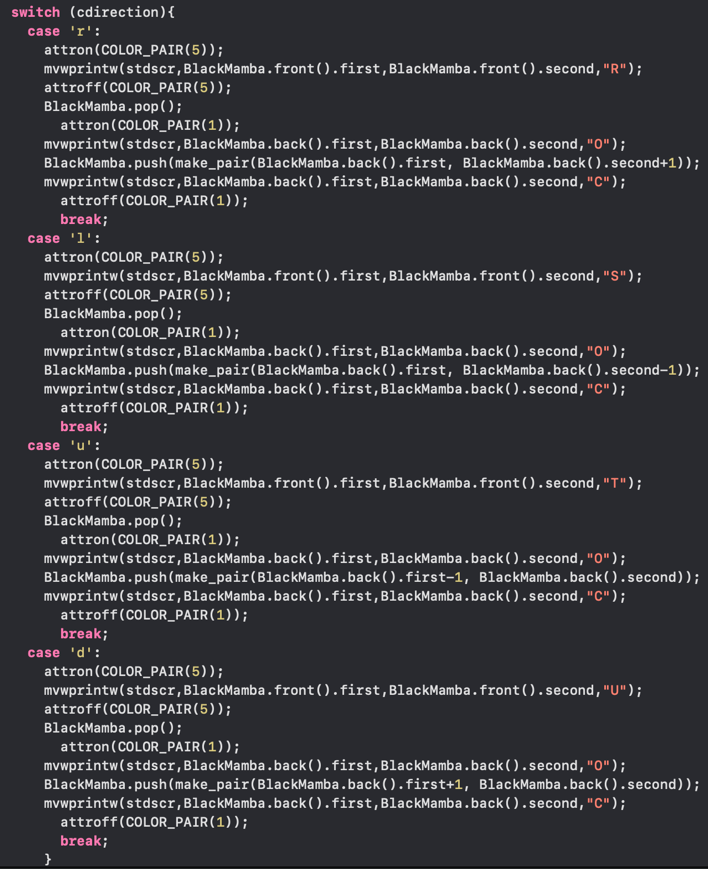 switch (cdirection){
case 'r':
attron(COLOR_PAIR(5));
mvwprintw(stdscr,BlackMamba.front().first,BlackMamba.front().second,"R");
attroff(COLOR_PAIR(5));
BlackMamba.pop();
attron(COLOR_PAIR(1));
mvwprintw(stdscr,BlackMamba.back().first,BlackMamba.back().second,"O");
BlackMamba.push(make_pair(BlackMamba.back().first, BlackMamba.back().second+1));
mvwprintw(stdscr,BlackMamba.back().first,BlackMamba.back().second,"C");
attroff(COLOR_PAIR(1));
break;
case 'l':
attron(COLOR_PAIR(5));
mvwprintw(stdscr,BlackMamba.front().first,BlackMamba.front().second,"S");
attroff(COLOR_PAIR(5));
BlackMamba.pop();
attron(COLOR_PAIR(1));
mvwprintw(stdscr,BlackMamba.back().first,BlackMamba.back().second,"O");
BlackMamba.push(make_pair(BlackMamba.back().first, BlackMamba.back().second-1));
mvwprintw(stdscr,BlackMamba.back().first,BlackMamba.back().second,"C");
attroff(COLOR_PAIR(1));
break;
case 'u':
attron(COLOR_PAIR(5));
mvwprintw(stdscr,BlackMamba.front().first,BlackMamba.front().second,"T");
attroff(COLOR_PAIR(5));
BlackMamba.pop();
attron(COLOR_PAIR(1));
mvwprintw(stdscr,BlackMamba.back().first,BlackMamba.back().second,"O");
BlackMamba.push(make_pair(BlackMamba.back().first-1, BlackMamba.back().second));
mvwprintw(stdscr,BlackMamba.back().first,BlackMamba.back().second,"C");
attroff(COLOR_PAIR(1));
break;
case 'd':
attron(COLOR_PAIR(5));
mvwprintw(stdscr,BlackMamba.front().first,BlackMamba.front().second,"U");
attroff(COLOR_PAIR(5));
BlackMamba.pop();
attron(COLOR_PAIR(1));
mvwprintw(stdscr,BlackMamba.back().first,BlackMamba.back().second,"O");
BlackMamba.push(make_pair(BlackMamba.back().first+1, BlackMamba.back().second));
mvwprintw(stdscr,BlackMamba.back().first,BlackMamba.back().second,"C");
attroff(COLOR_PAIR(1));
break;
}